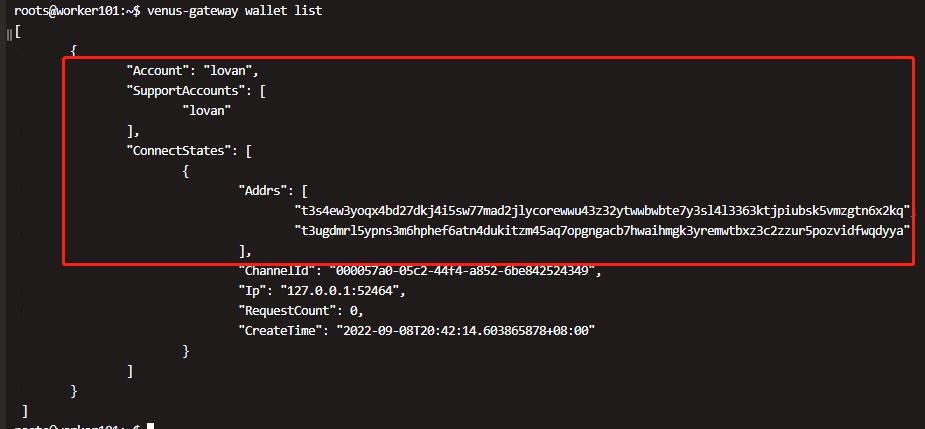 roots@worker101:~$ venus-gateway wallet list
[
{
"Account": "lovan",
"SupportAccounts": [
"lovan"
],
"ConnectStates": [
{
"Addrs": [
"t3s4ew3yoqx4bd27dkj4i5sw77mad2jlycorewwu43z32ytwwbwbte7y3sl4l3363ktjpiubsk5vmzgtn6x2kq",
"t3ugdmrl5ypns3m6hphef6atn4dukitzm45aq7opgngacb7hwaihmgk3yremwtbxz3c2zzur5pozvidfwqdyya"
],
"ChannelId": "000057a0-05c2-44f4-a852-6be842524349",
"Ip": "127.0.0.1:52464",
"RequestCount": 0,
"CreateTime": "2022-09-08T20:42:14.603865878+08:00"
}
]
}
]
roots@worker101:~$